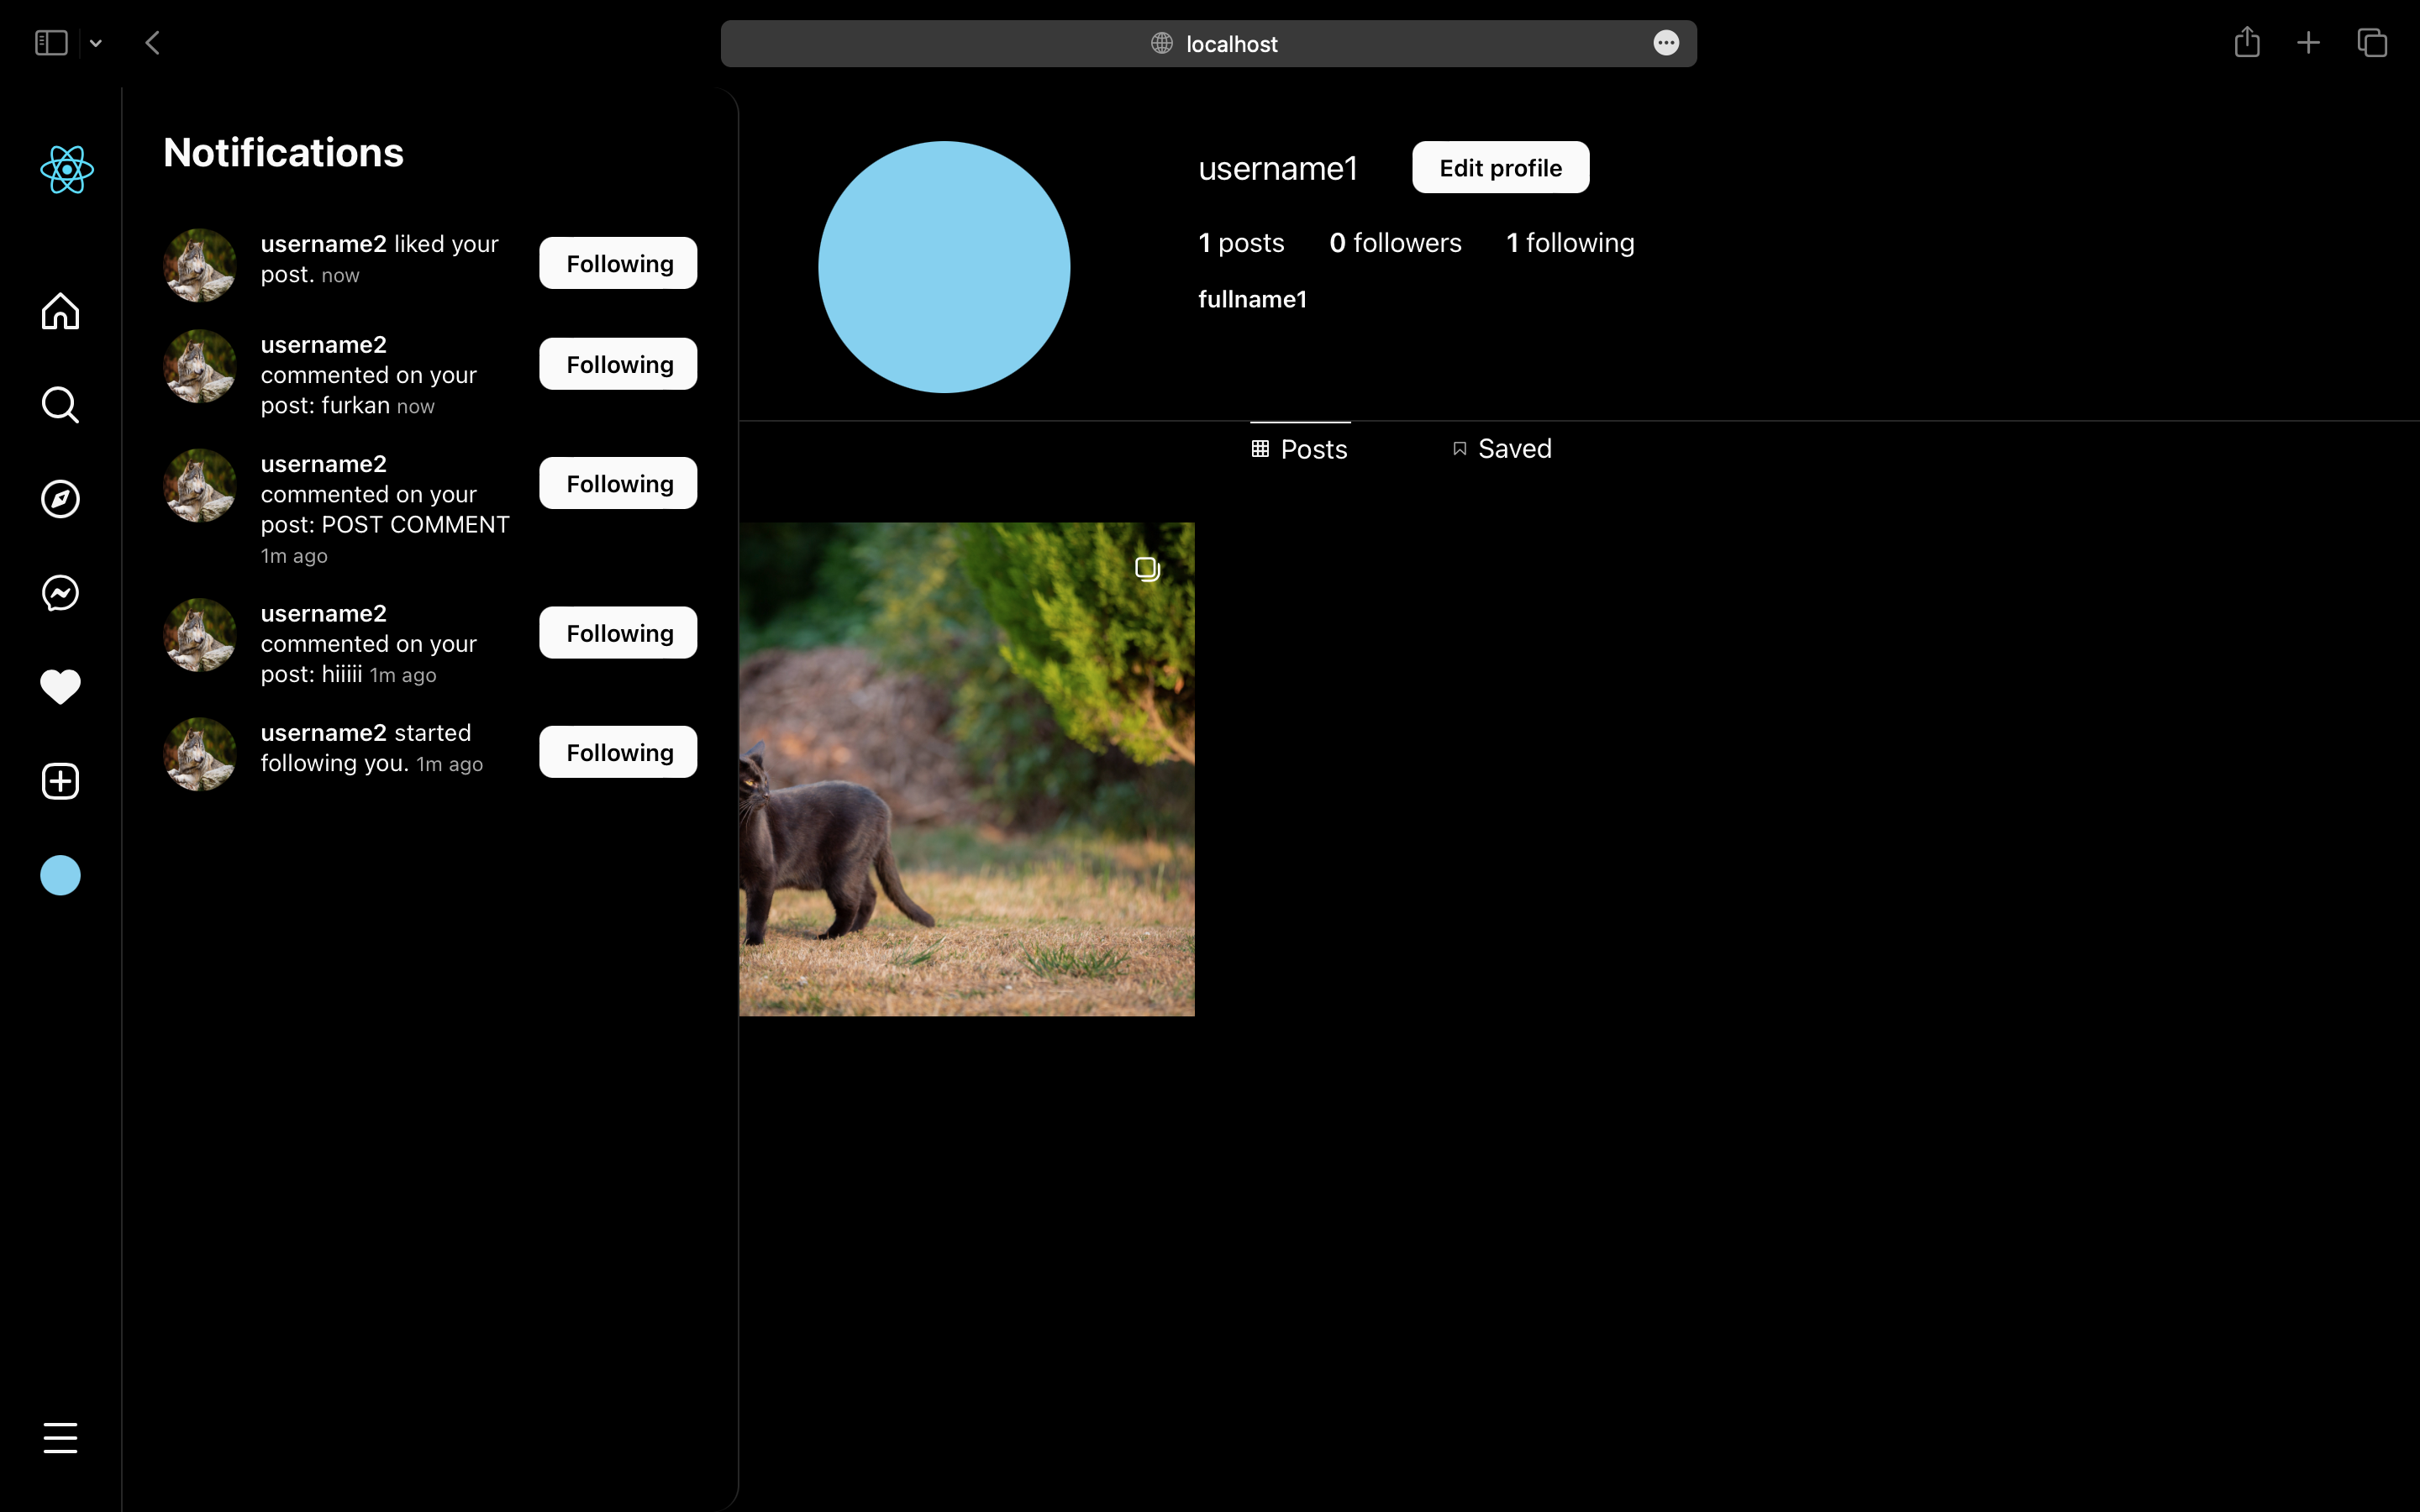 localhost
Notifications
username2 liked your
post. now
Following
username2
commented on your
post: furkan now
Following
username2
commented on your
post: POST COMMENT
1m ago
Following
username2
commented on your
post: hiiiii 1m ago
Following
username2 started
following you. 1m ago
Following
username1
Edit profile
1 posts 0 followers 1 following
fullname1
Posts Saved